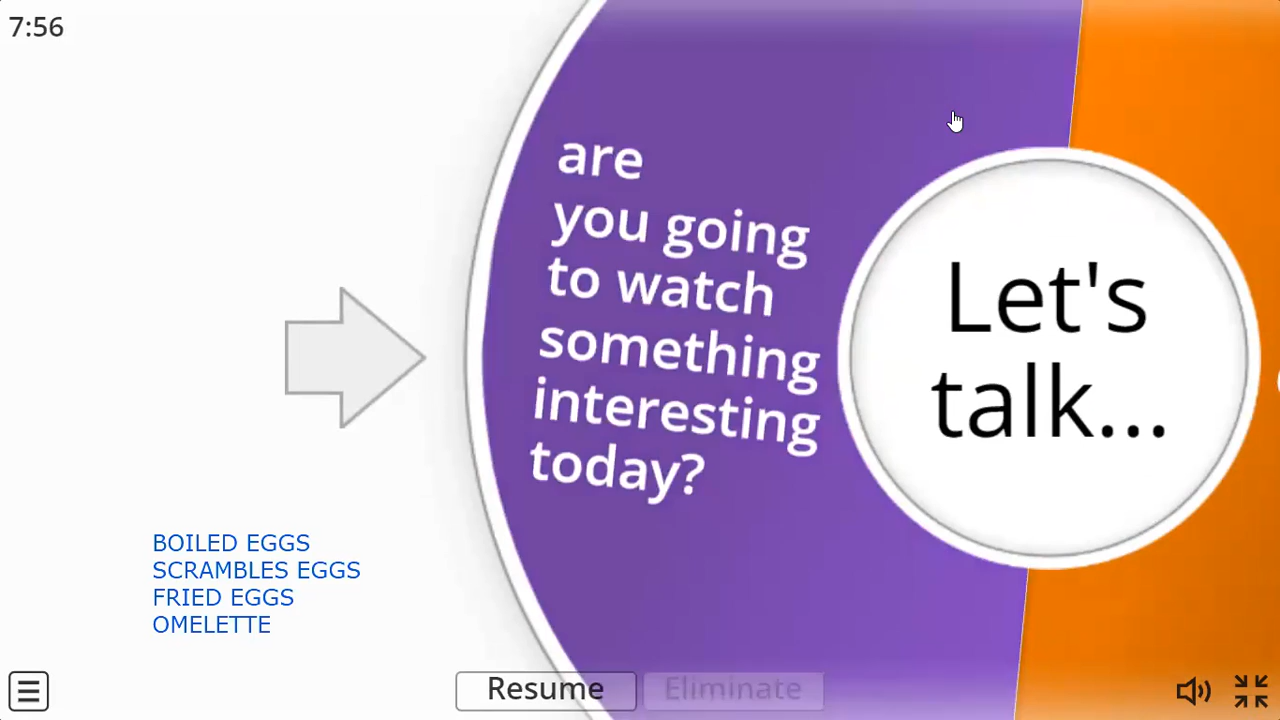 7:56
are
you going
to watch
something
interesting
today?
Let's
talk...
BOILED EGGS
SCRAMBLES EGGS
FRIED EGGS
OMELETTE
Resume
Eliminate